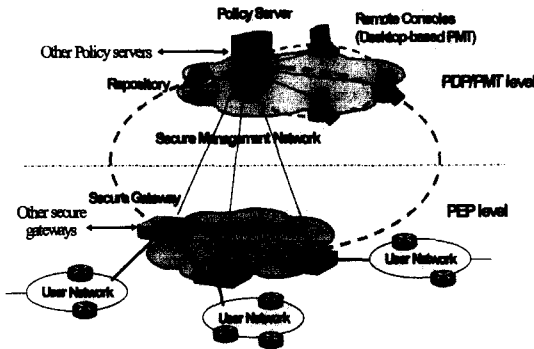 Policy Server
Remote Consoles
(Desktop-based PMT)
Other Policy servers
Repository
PDP/PMT level
Secure Management Network
Secure Gateway
Other secure
gateways
PEP level
User Network
User Network
User Network